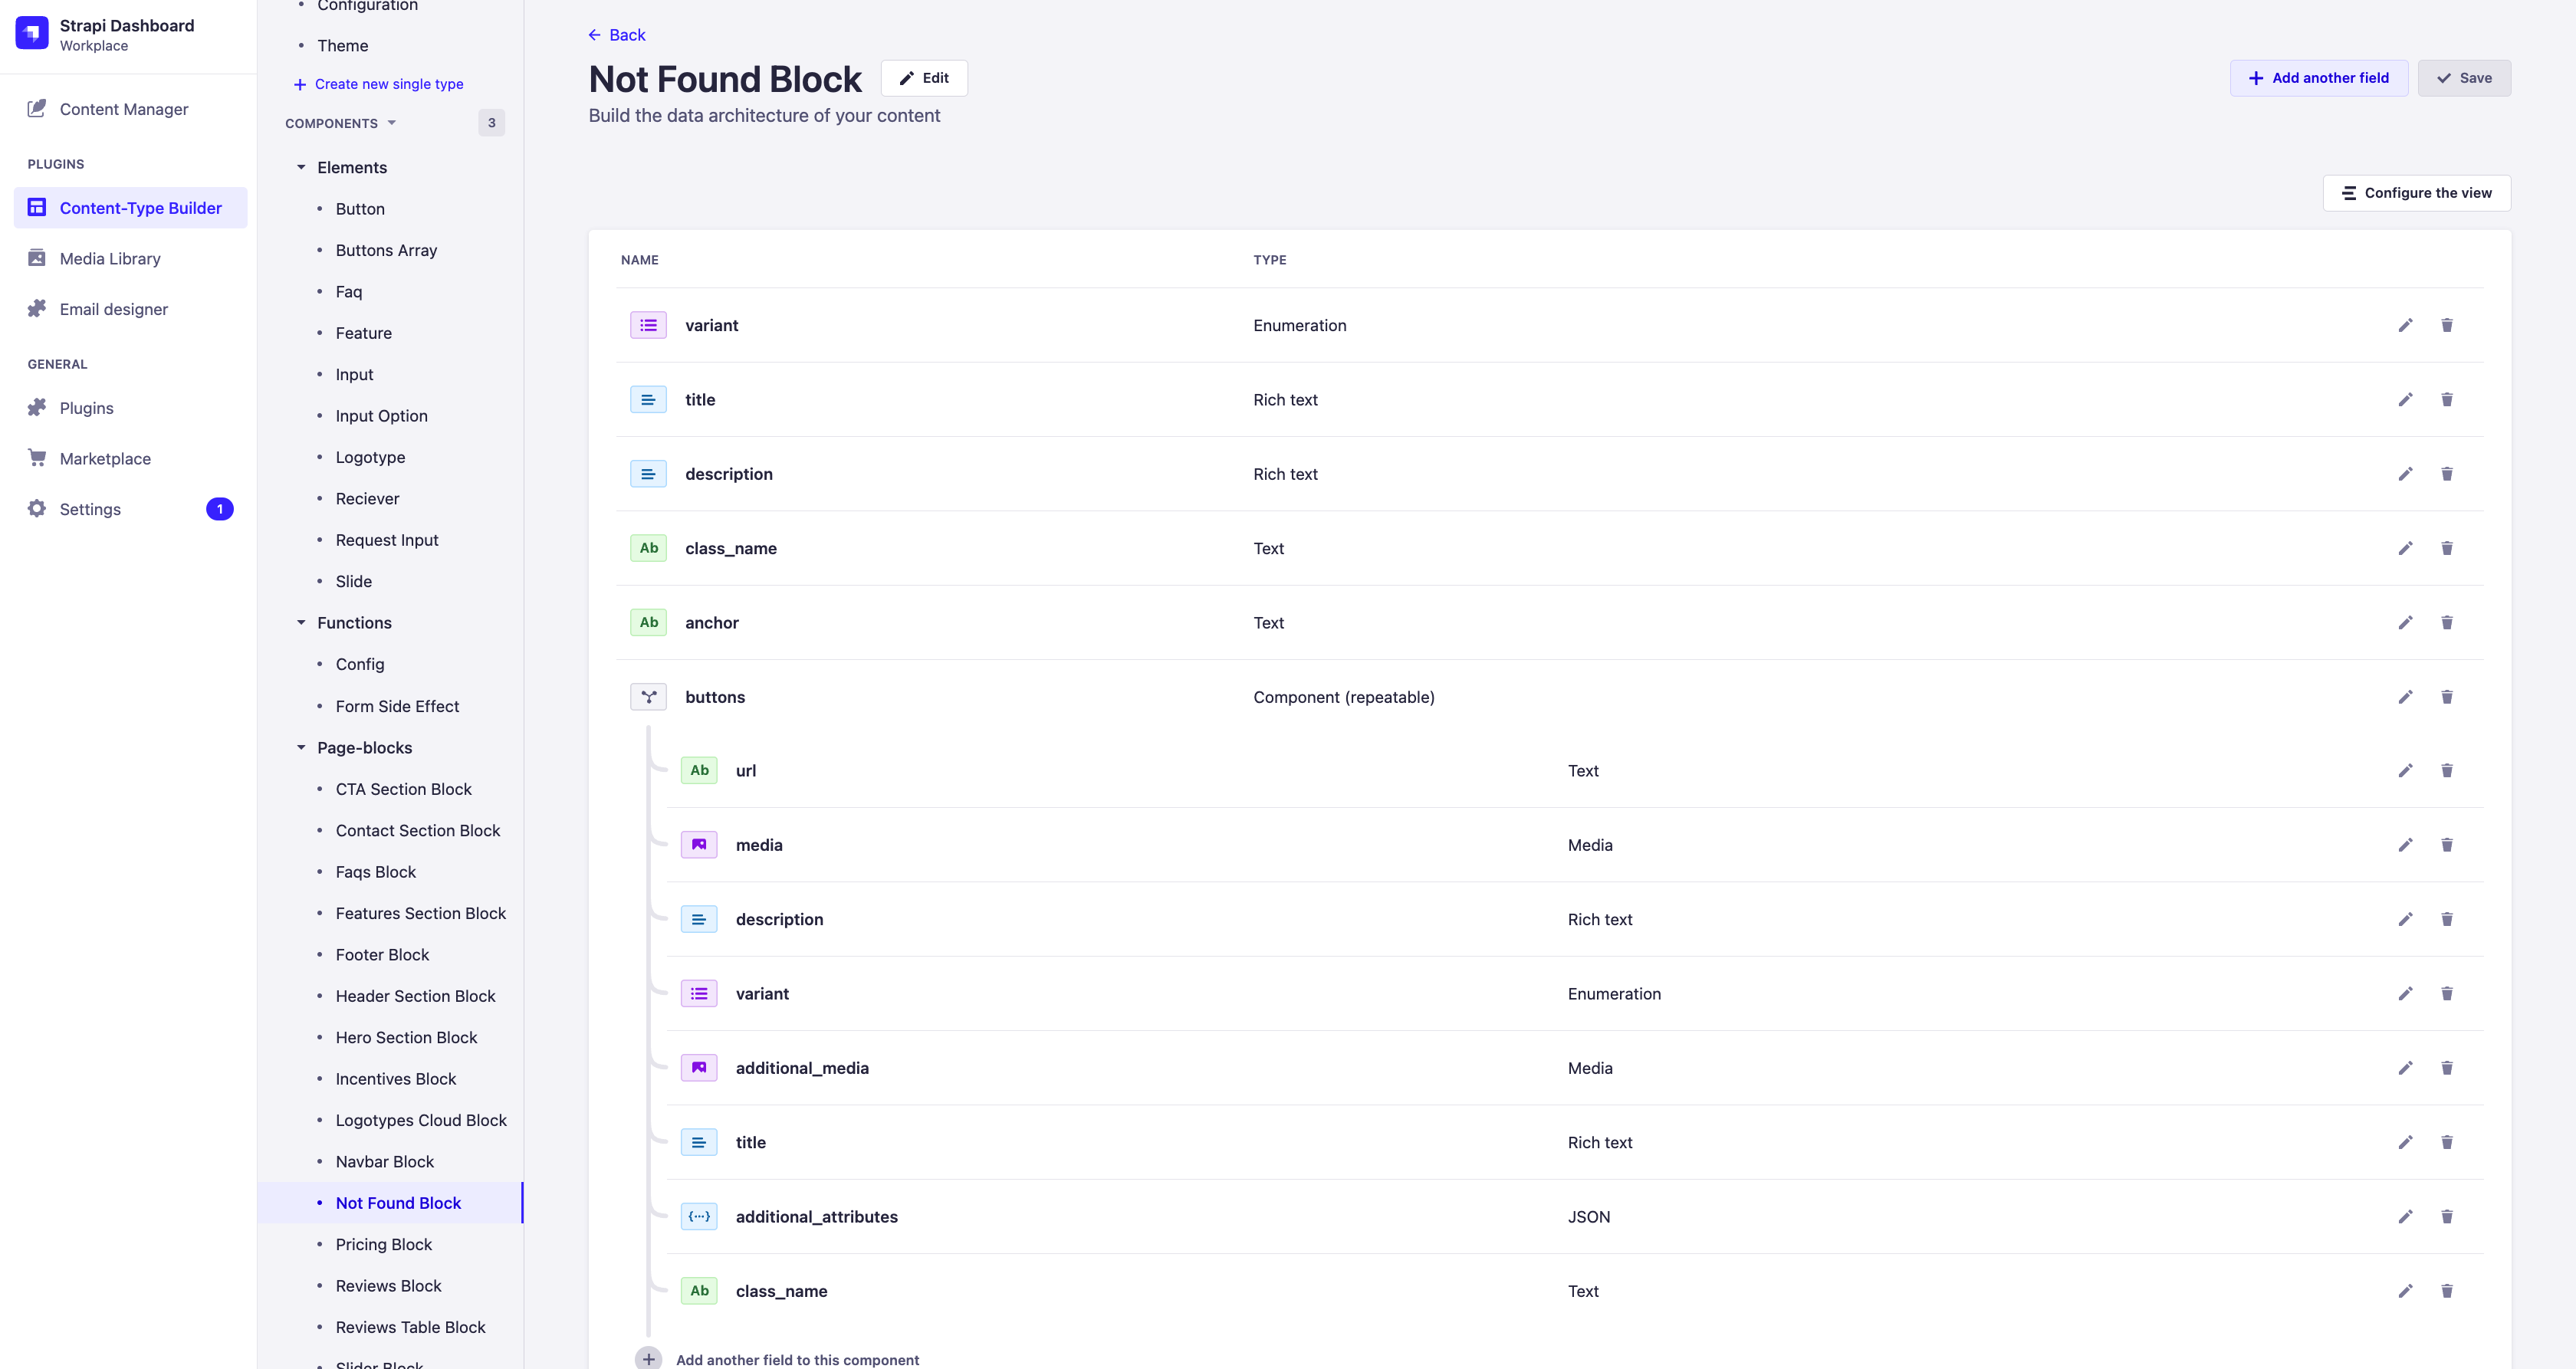 Strapi Dashboard
Workplace
Content Manager
PLUGINS
Content-Type Builder
Media Library
Email designer
GENERAL
Plugins
Marketplace
Settings
1
Configuration
Theme
Create new single type
COMPONENTS
3
Elements
Button
Buttons Array
Faq
Feature
Input
Input Option
Logotype
Reciever
Request Input
Slide
Functions
Config
Form Side Effect
Page-blocks
CTA Section Block
Contact Section Block
Faqs Block
Features Section Block
Footer Block
Header Section Block
Hero Section Block
Incentives Block
Logotypes Cloud Block
Navbar Block
Not Found Block
Pricing Block
Reviews Block
Reviews Table Block
Slider Block
Back
Not Found Block
Edit
Add another field
Save
Build the data architecture of your content
Configure the view
NAME TYPE
variant Enumeration
title Rich text
description Rich text
Ab class_name Text
Ab anchor Text
buttons Component (repeatable)
Ab url Text
media Media
description Rich text
variant Enumeration
additional_media Media
title Rich text
{···} additional_attributes JSON
Ab class_name Text
Add another field to this component